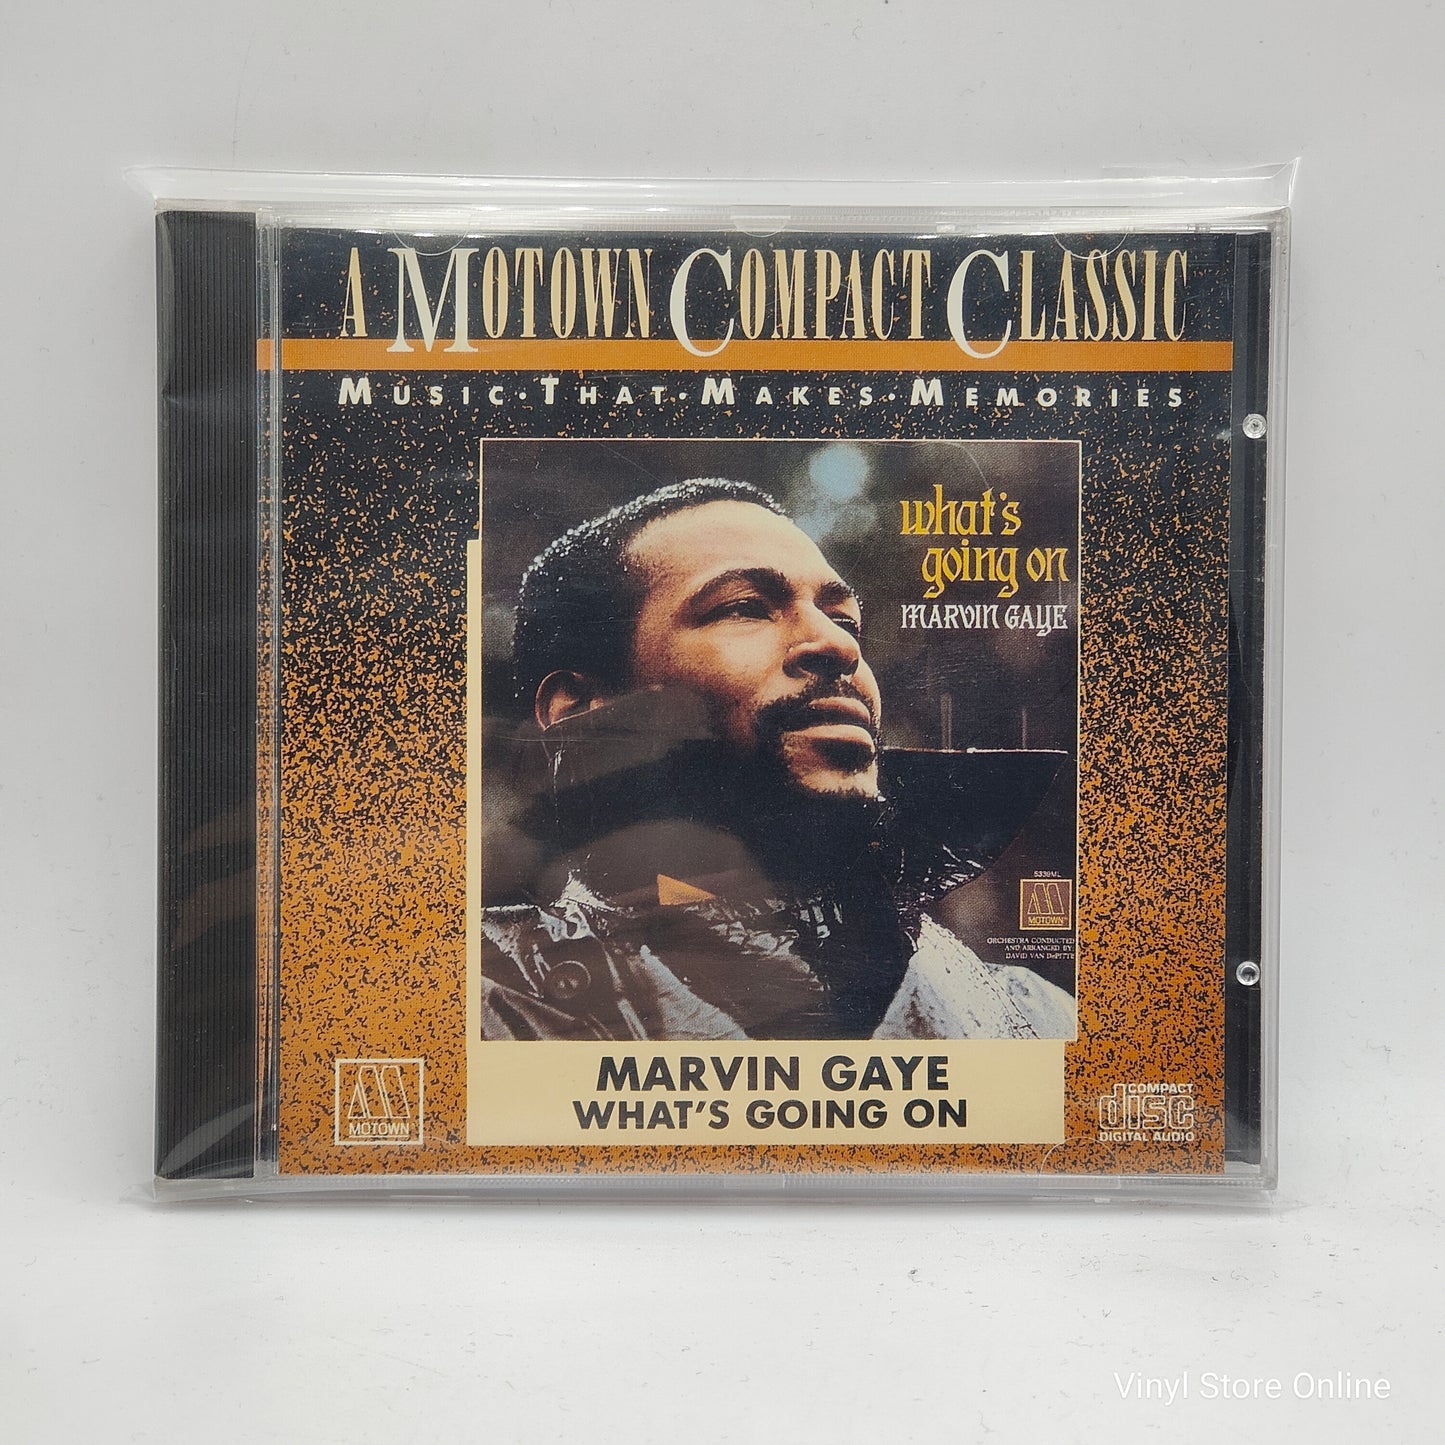 A MOTOWN COMPACT CLASSIC
MUSIC·THAT·MAKES·MEMORIES
what's
going on
MARVIN GAYE
5339ML
MOTOWN
ORCHESTRA CONDUCTED
AND ARRANGED BY:
DAVID VAN DePITTE
MARVIN GAYE
WHAT'S GOING ON
MOTOWN
COMPACT
disc
DIGITAL AUDIO
Vinyl Store Online